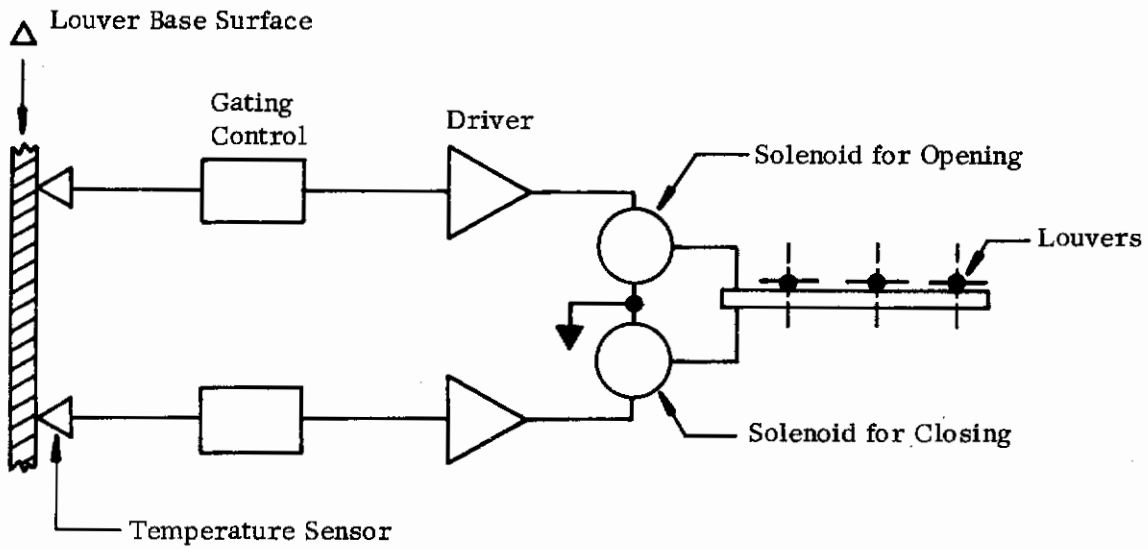 Louver Base Surface
Gating
Control
Driver
Solenoid for Opening
Louvers
Solenoid for Closing
Temperature Sensor